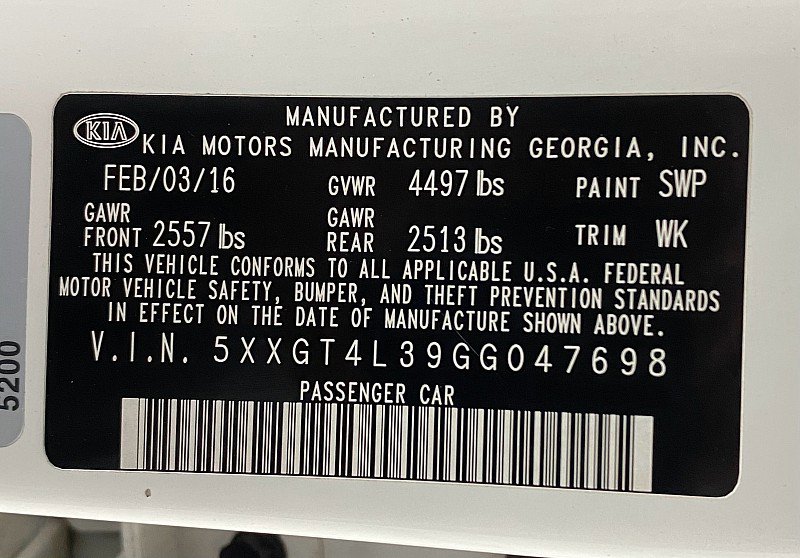 MANUFACTURED BY
KIA KIA MOTORS MANUFACTURING GEORGIA, INC.
FEB/03/16 GVWR 4497 lbs PAINT SWP
GAWR FRONT 2557 lbs GAWR REAR 2513 lbs TRIM WK
THIS VEHICLE CONFORMS TO ALL APPLICABLE U.S.A. FEDERAL
MOTOR VEHICLE SAFETY, BUMPER, AND THEFT PREVENTION STANDARDS
IN EFFECT ON THE DATE OF MANUFACTURE SHOWN ABOVE.
V.I.N. 5XXGT4L39GG047698
PASSENGER CAR
5200